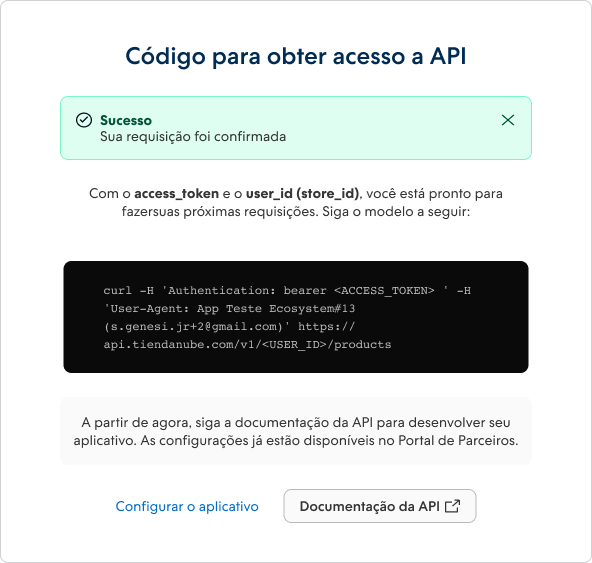 Código para obter acesso a API
Sucesso
Sua requisição foi confirmada
Com o access_token e o user_id (store_id), você está pronto para
fazersuas próximas requisições. Siga o modelo a seguir:
curl -H 'Authentication: bearer <ACCESS_TOKEN> ' -H
'User-Agent: App Teste Ecosystem#13
(s.genesi.jr+2@gmail.com)' https://
api.tiendanube.com/v1/<USER_ID>/products
A partir de agora, siga a documentação da API para desenvolver seu
aplicativo. As configurações já estão disponíveis no Portal de Parceiros.
Configurar o aplicativo
Documentação da API